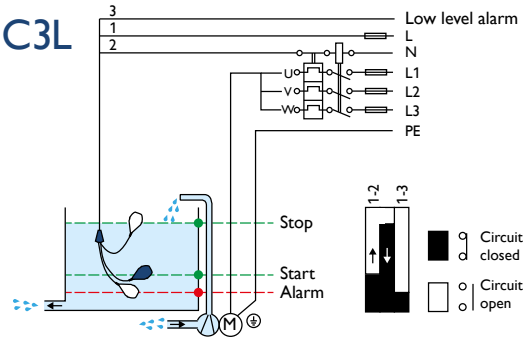 C3L
3
Low level alarm
1
L
2
N
U
L1
V
L2
W
L3
PE
Stop
Start
Alarm
M
1-2
1-3
Circuit
closed
Circuit
open